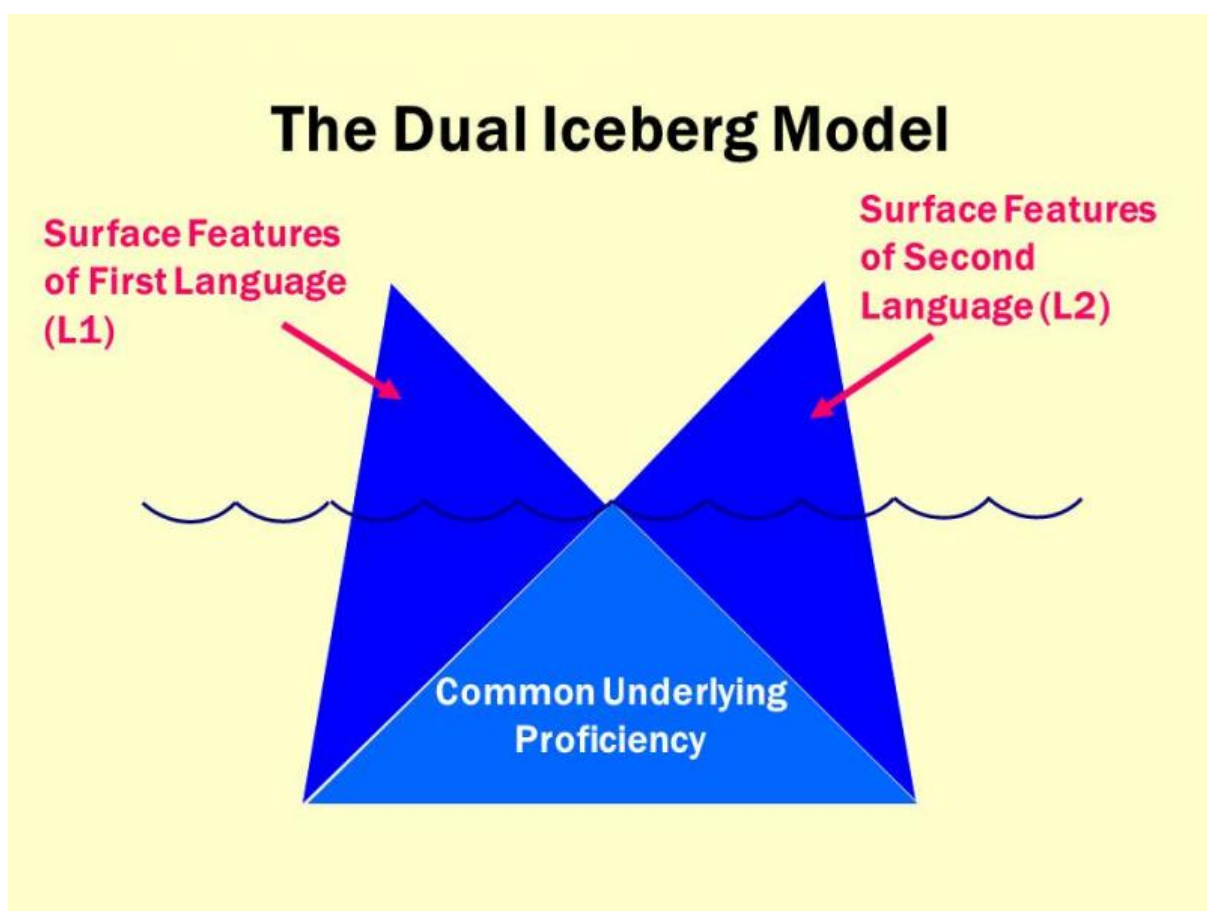 The Dual Iceberg Model
Surface Features
of First Language
(L1)
Surface Features
of Second
Language (L2)
Common Underlying
Proficiency